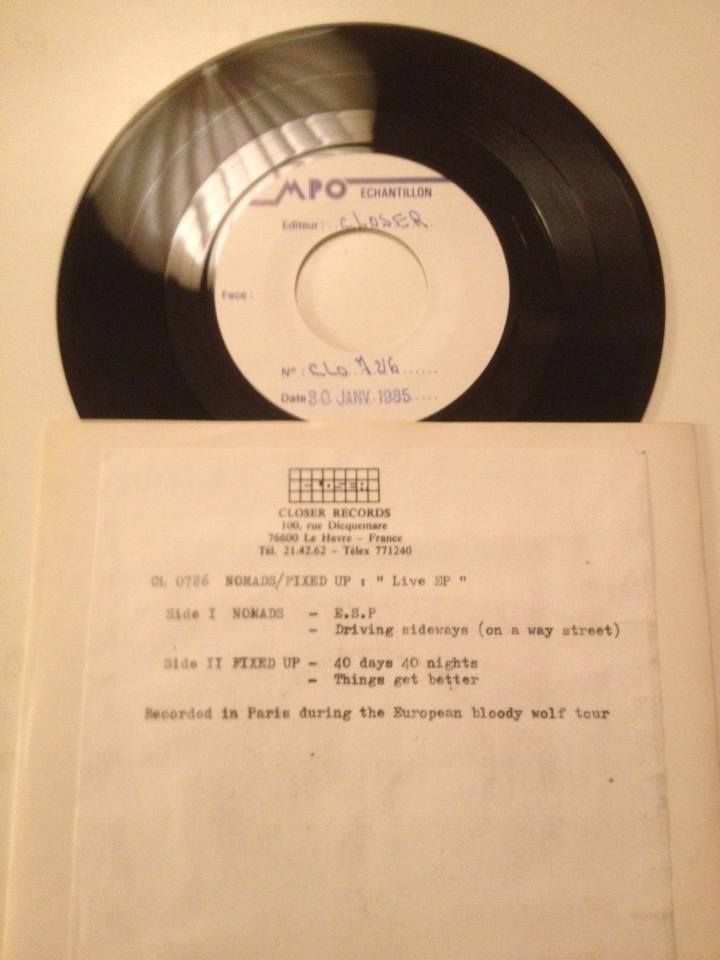 MPO ECHANTILLON
Editeur : CLOSER
Face :
N° : CLO 726
Date 30 JANV. 1985
CLOSER
CLOSER RECORDS
100, rue Dicquemare
76600 Le Havre – France
Tél. 21.42.62 – Télex 771240
CL 0726 NOMADS/FIXED UP : " Live EP "
Side I NOMADS - E.S.P
- Driving sideways (on a way street)
Side II FIXED UP - 40 days 40 nights
- Things get better
Recorded in Paris during the European bloody wolf tour